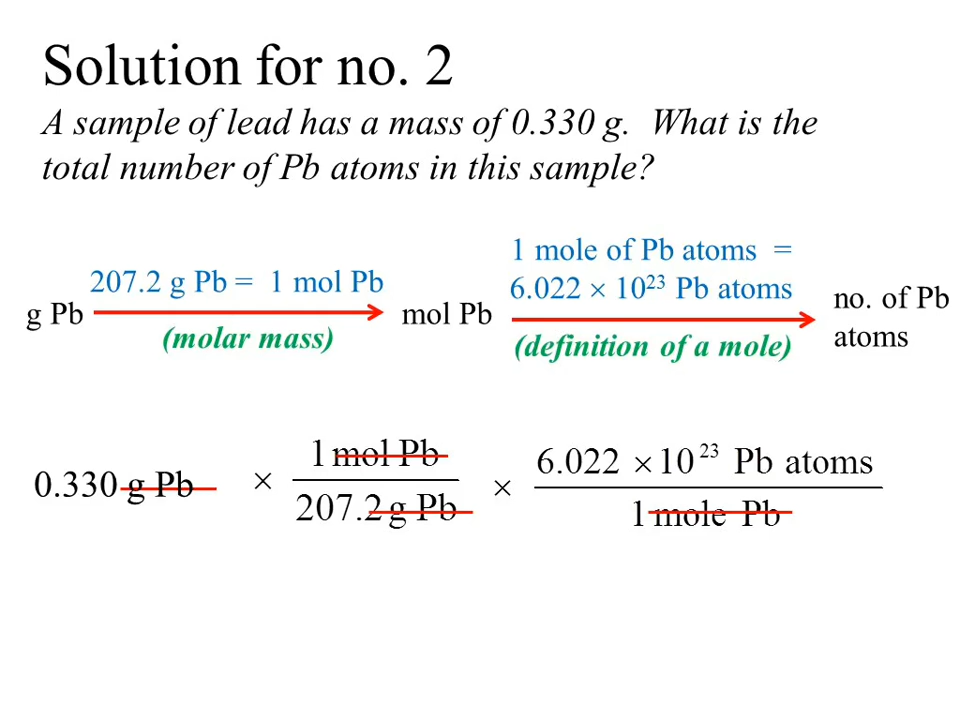 Solution for no. 2
A sample of lead has a mass of 0.330 g.  What is the
total number of Pb atoms in this sample?
1 mole of Pb atoms  =
207.2 g Pb =  1 mol Pb
6.022 × 10²³ Pb atoms
g Pb
mol Pb
no. of Pb
atoms
(molar mass)
(definition of a mole)
1 mol Pb
6.022 × 10²³ Pb atoms
0.330 g Pb
×
×
207.2 g Pb
1 mole Pb